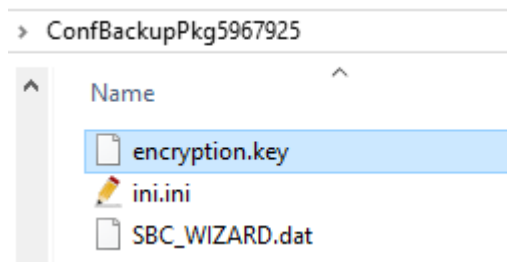 ConfBackupPkg5967925
Name
encryption.key
ini.ini
SBC_WIZARD.dat